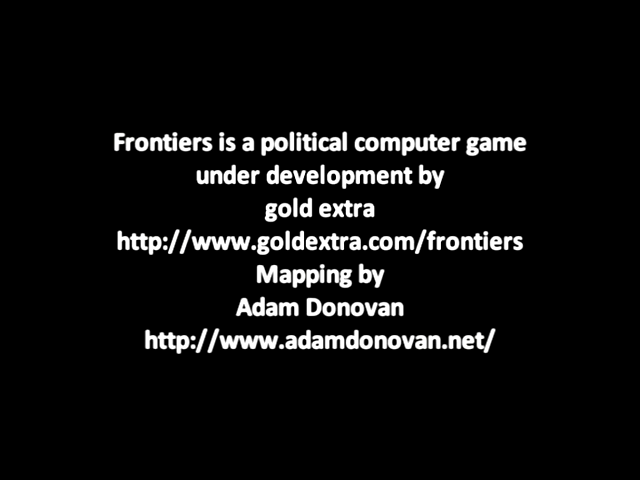 Frontiers is a political computer game
under development by
gold extra
http://www.goldextra.com/frontiers
Mapping by
Adam Donovan
http://www.adamdonovan.net/